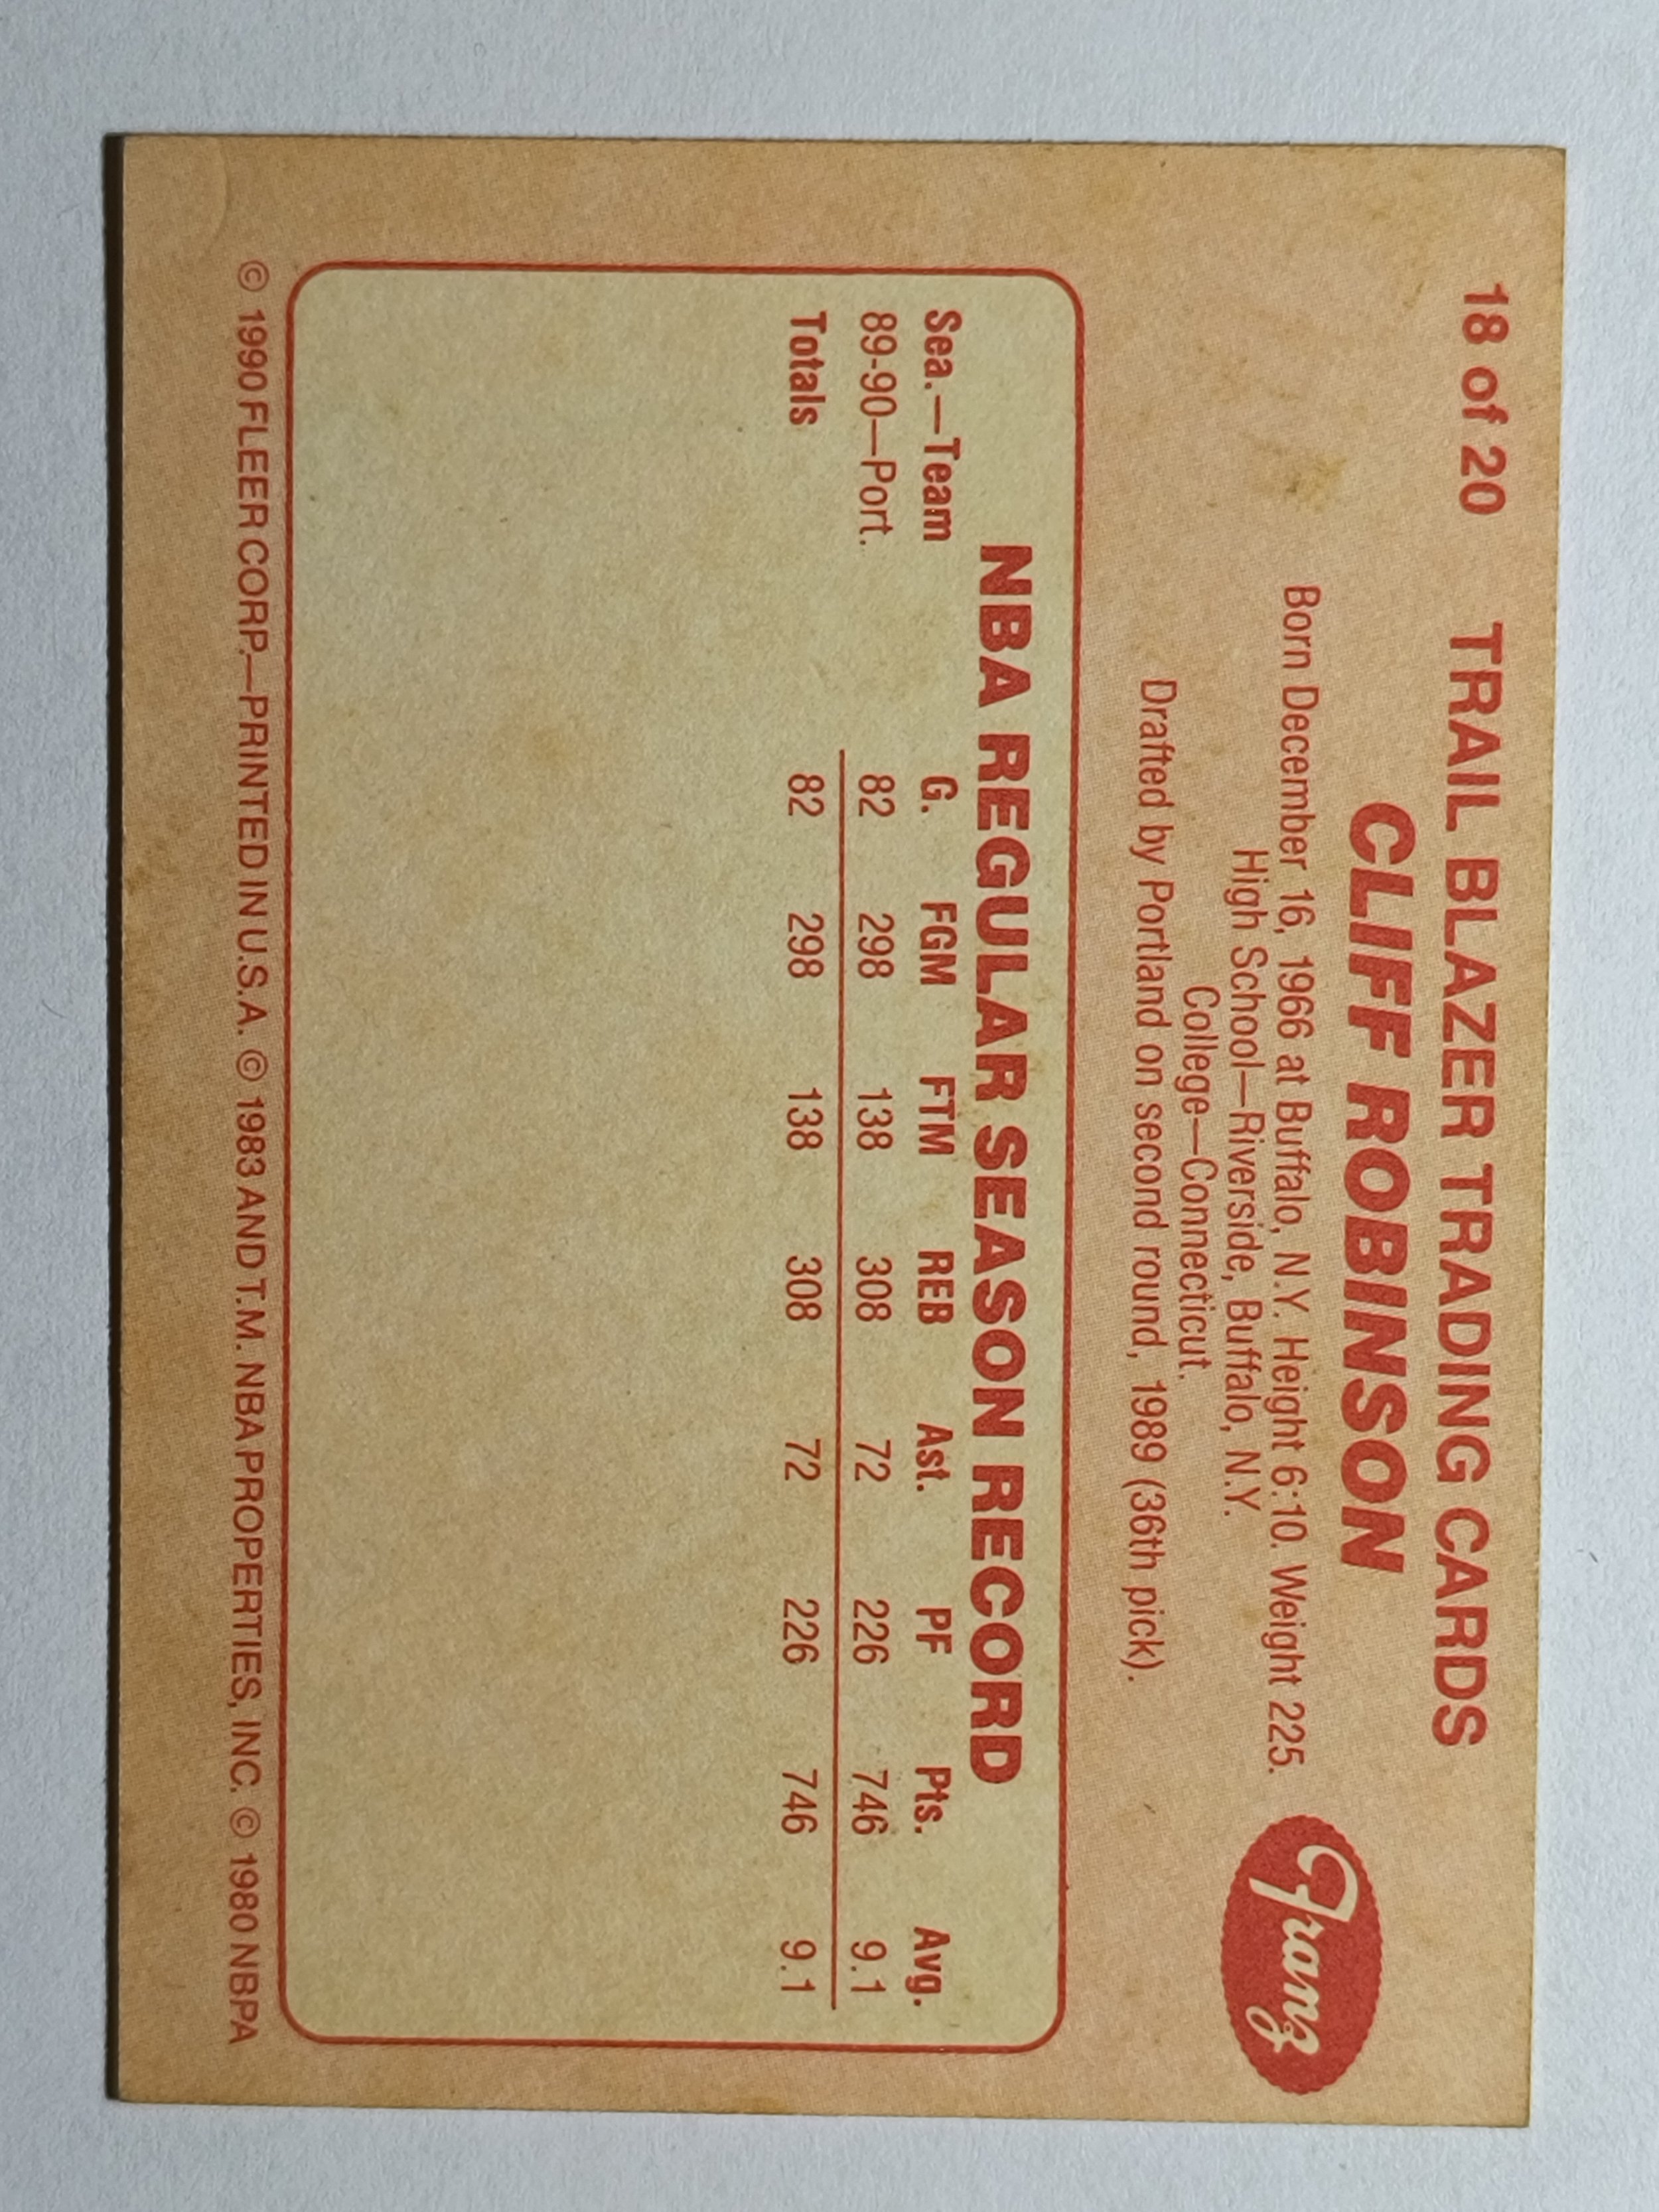 18 of 20 TRAIL BLAZER TRADING CARDS
CLIFF ROBINSON
Born December 16, 1966 at Buffalo, N.Y. Height 6:10. Weight 225.
High School—Riverside, Buffalo, N.Y.
College—Connecticut.
Drafted by Portland on second round, 1989 (36th pick).
Franz
NBA REGULAR SEASON RECORD
Sea.—Team G. FGM FTM REB Ast. PF Pts. Avg.
89-90—Port. 82 298 138 308 72 226 746 9.1
Totals 82 298 138 308 72 226 746 9.1
© 1990 FLEER CORP.—PRINTED IN U.S.A. © 1983 AND T.M. NBA PROPERTIES, INC. © 1980 NBPA